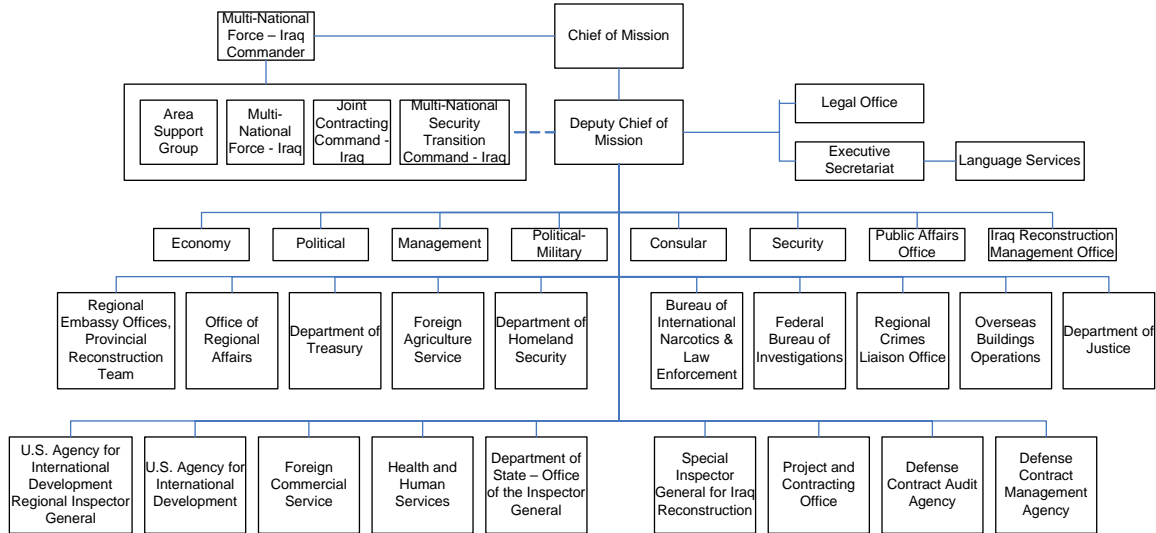 Multi-National
Force – Iraq
Commander
Chief of Mission
Area
Support
Group
Multi-
National
Force - Iraq
Joint
Contracting
Command -
Iraq
Multi-National
Security
Transition
Command - Iraq
Deputy Chief of
Mission
Legal Office
Executive
Secretariat
Language Services
Economy
Political
Management
Political-
Military
Consular
Security
Public Affairs
Office
Iraq Reconstruction
Management Office
Regional
Embassy Offices,
Provincial
Reconstruction
Team
Office of
Regional
Affairs
Department of
Treasury
Foreign
Agriculture
Service
Department of
Homeland
Security
Bureau of
International
Narcotics &
Law
Enforcement
Federal
Bureau of
Investigations
Regional
Crimes
Liaison Office
Overseas
Buildings
Operations
Department of
Justice
U.S. Agency for
International
Development
Regional Inspector
General
U.S. Agency for
International
Development
Foreign
Commercial
Service
Health and
Human
Services
Department of
State – Office
of the Inspector
General
Special
Inspector
General for Iraq
Reconstruction
Project and
Contracting
Office
Defense
Contract Audit
Agency
Defense
Contract
Management
Agency